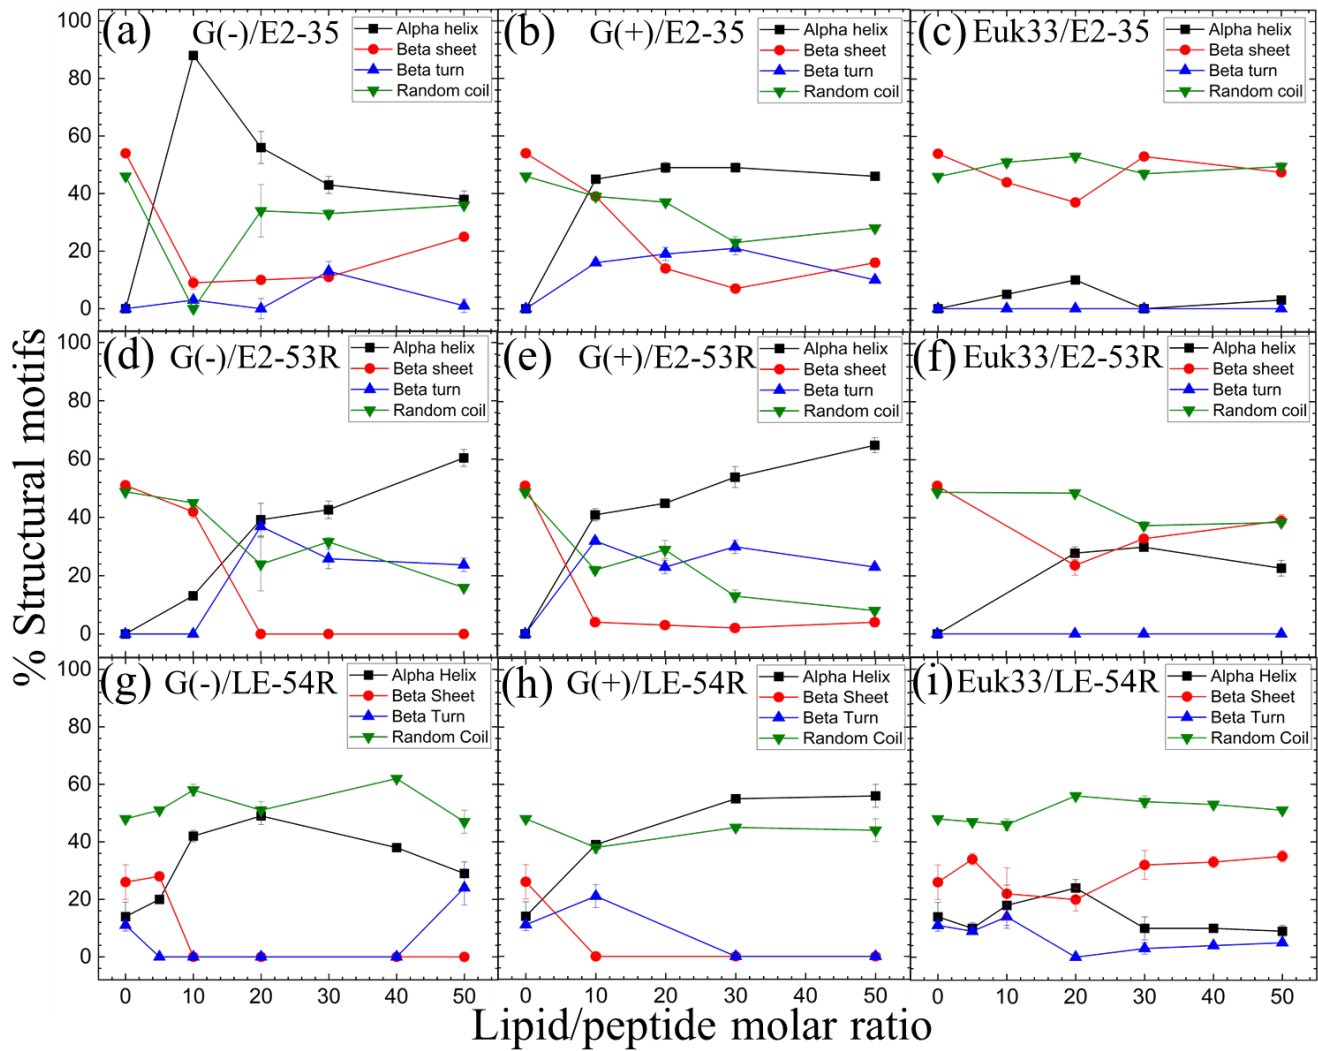 % Structural motifs
(a) G(-)/E2-35
Alpha helix
Beta sheet
Beta turn
Random coil
100
80
60
40
20
0
(b) G(+)/E2-35
Alpha helix
Beta sheet
Beta turn
Random coil
(c) Euk33/E2-35
Alpha helix
Beta sheet
Beta turn
Random coil
(d) G(-)/E2-53R
Alpha helix
Beta sheet
Beta turn
Random coil
100
80
60
40
20
0
(e) G(+)/E2-53R
Alpha helix
Beta sheet
Beta turn
Random coil
(f) Euk33/E2-53R
Alpha helix
Beta sheet
Beta turn
Random coil
(g) G(-)/LE-54R
Alpha Helix
Beta Sheet
Beta Turn
Random Coil
100
80
60
40
20
0
0 10 20 30 40 50
(h) G(+)/LE-54R
Alpha Helix
Beta Sheet
Beta Turn
Random Coil
0 10 20 30 40 50
(i) Euk33/LE-54R
Alpha Helix
Beta Sheet
Beta Turn
Random Coil
0 10 20 30 40 50
Lipid/peptide molar ratio